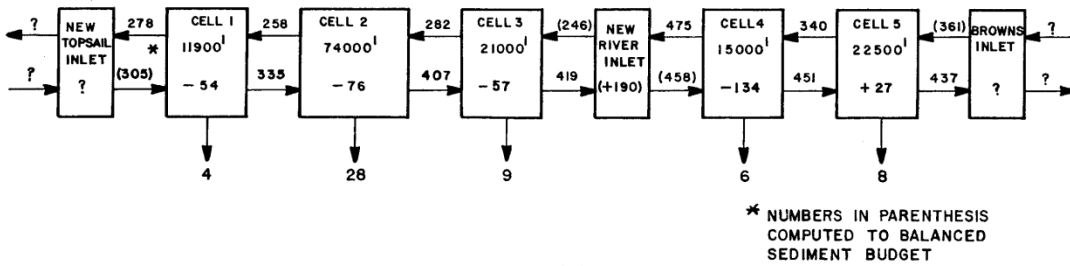 NEW TOPSAIL INLET
?
CELL 1
11900'
- 54
CELL 2
74000'
- 76
CELL 3
21000'
- 57
NEW RIVER INLET
(+190)
CELL 4
15000'
- 134
CELL 5
22500'
+ 27
BROWNS INLET
?
? 278 258 282 (246) 475 340 (361) ?
*
? (305) 335 407 419 (458) 451 437 ?
4 28 9 6 8
* NUMBERS IN PARENTHESIS
COMPUTED TO BALANCED
SEDIMENT BUDGET